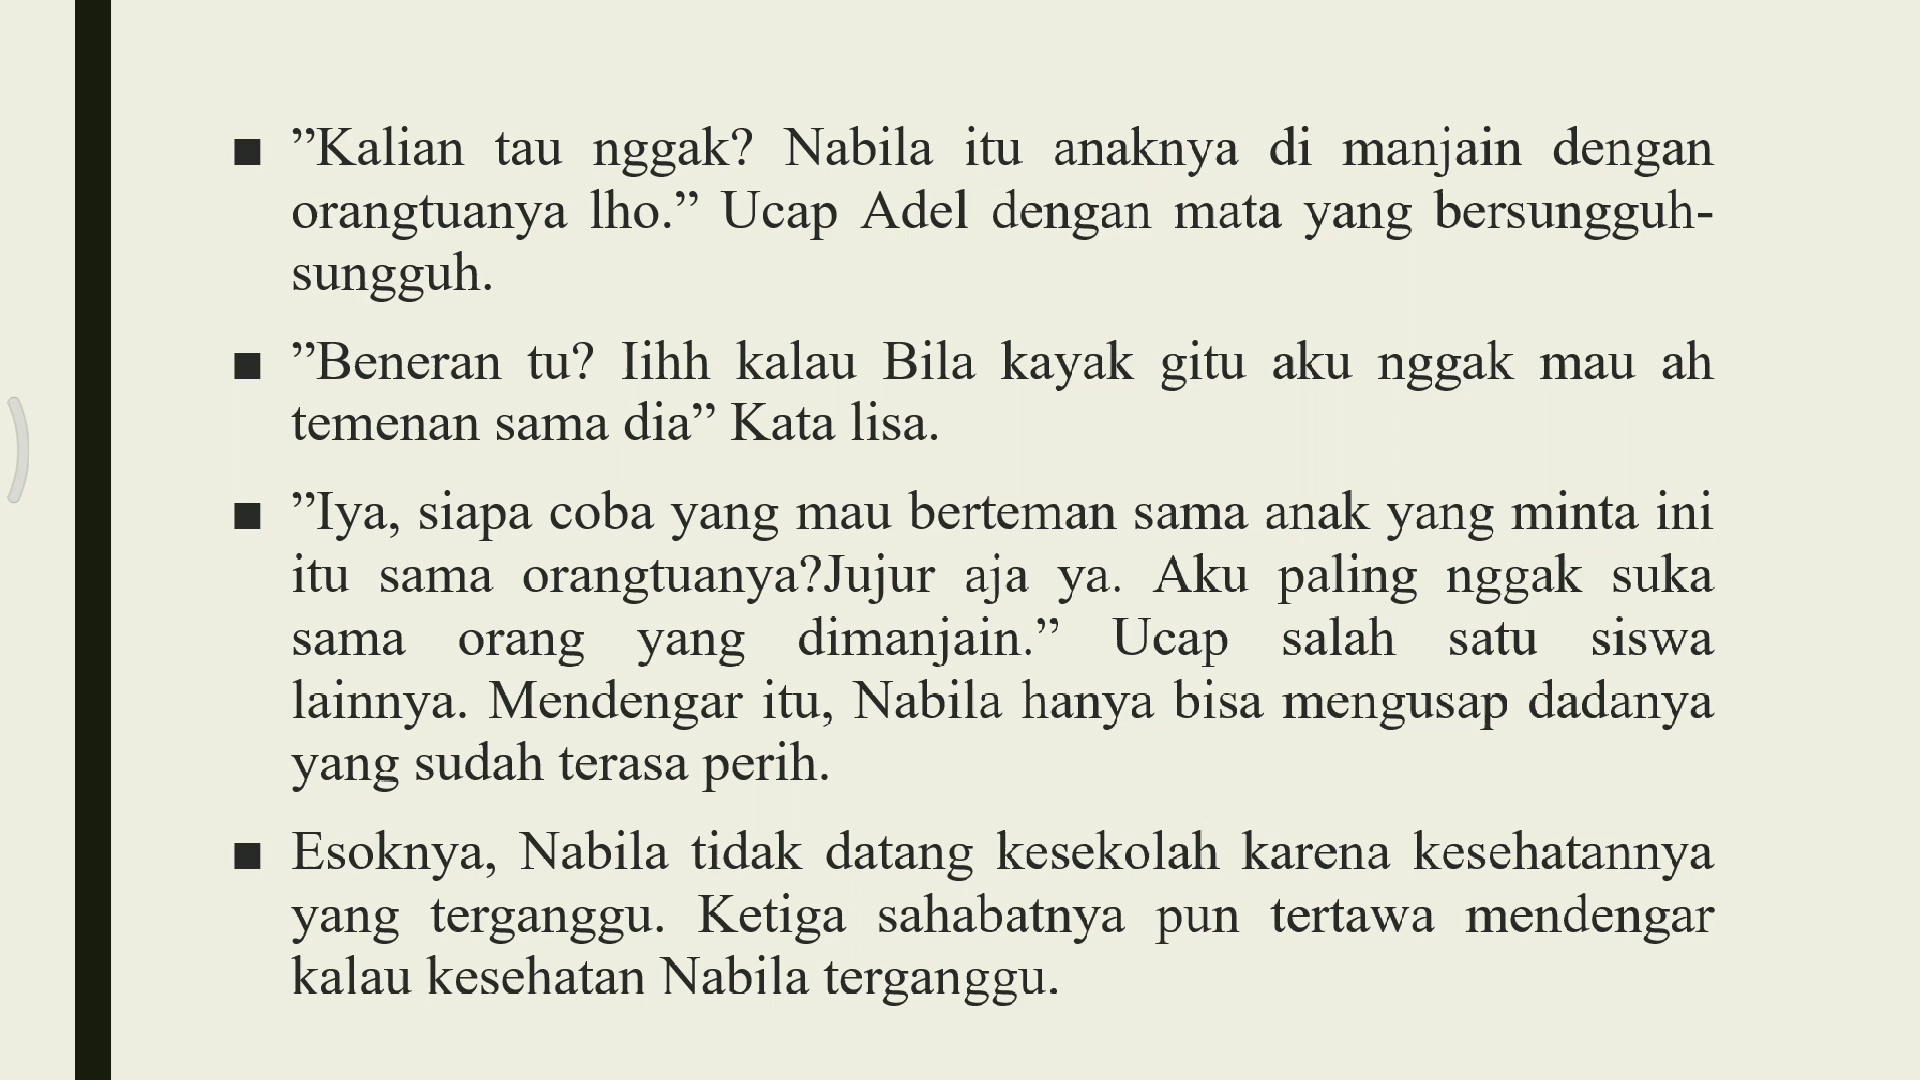 ■ ”Kalian tau nggak? Nabila itu anaknya di manjain dengan
orangtuanya lho.” Ucap Adel dengan mata yang bersungguh-
sungguh.
■ ”Beneran tu? Iihh kalau Bila kayak gitu aku nggak mau ah
temenan sama dia” Kata lisa.
■ ”Iya, siapa coba yang mau berteman sama anak yang minta ini
itu sama orangtuanya?Jujur aja ya. Aku paling nggak suka
sama orang yang dimanjain.” Ucap salah satu siswa
lainnya. Mendengar itu, Nabila hanya bisa mengusap dadanya
yang sudah terasa perih.
■ Esoknya, Nabila tidak datang kesekolah karena kesehatannya
yang terganggu. Ketiga sahabatnya pun tertawa mendengar
kalau kesehatan Nabila terganggu.